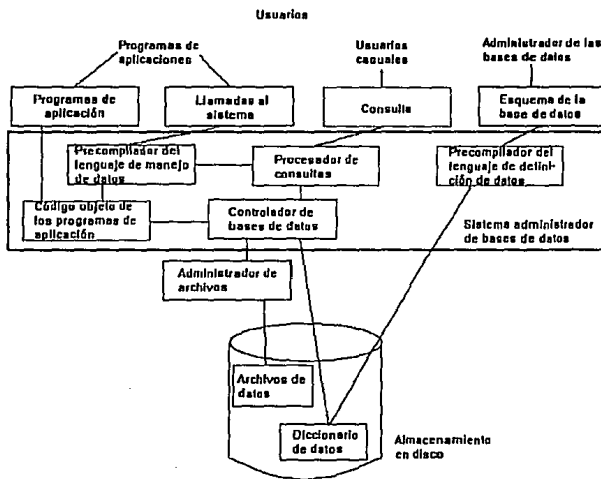 Usuarios
Programas de
aplicaciones
Usuarios
casuales
Administrador de las
bases de datos
Programas de
aplicación
Llamadas al
sistema
Consulta
Esquema de la
base de datos
Precompilador del
lenguaje de manejo
de datos
Procesador de
consultas
Precompilador del
lenguaje de defini-
ción de datos
Código objeto de
los programas de
aplicación
Controlador de
bases de datos
Sistema administrador
de bases de datos
Administrador de
archivos
Archivos de
datos
Diccionario
de datos
Almacenamiento
en disco